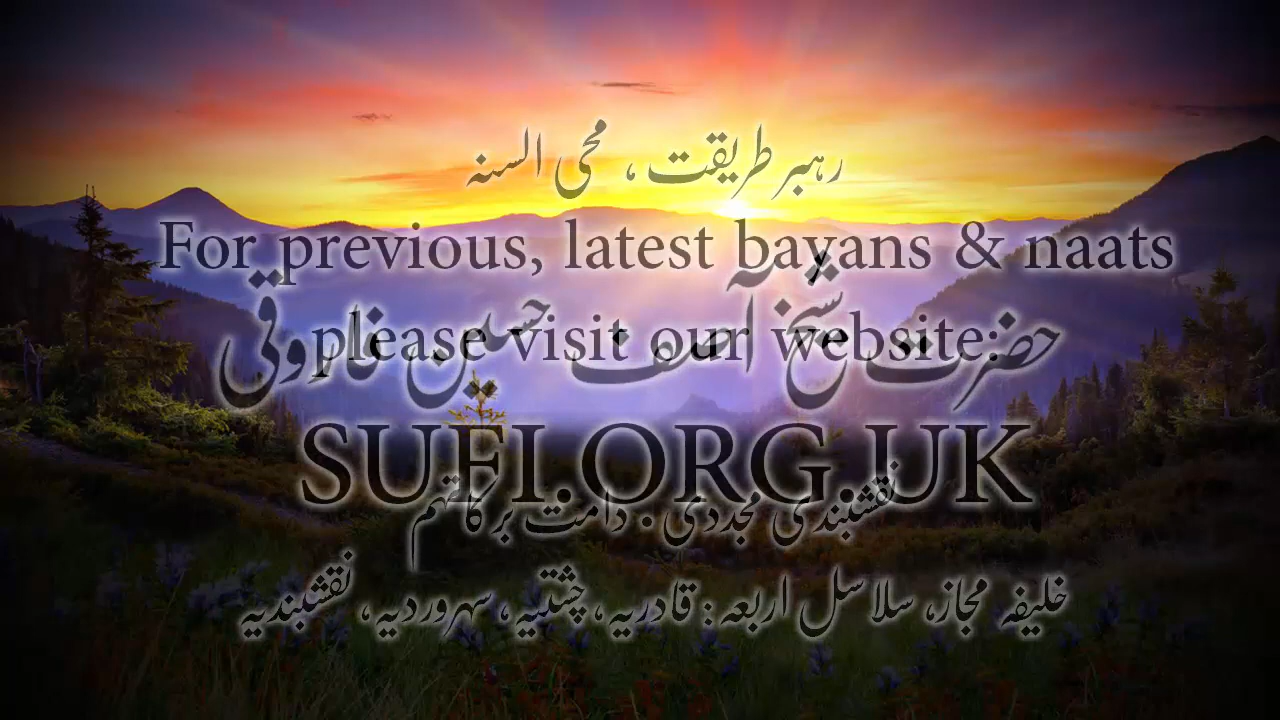 رہبر طریقت، محی السنہ
For previous, latest bayans & naats
حضرت شیخ آصف حسین فاروقی
please visit our website:
SUFI.ORG.UK
نقشبندی مجددی دامت برکاتہم
خلیفہ مجاز، سلاسل اربعہ: قادریہ، چشتیہ، سہروردیہ، نقشبندیہ